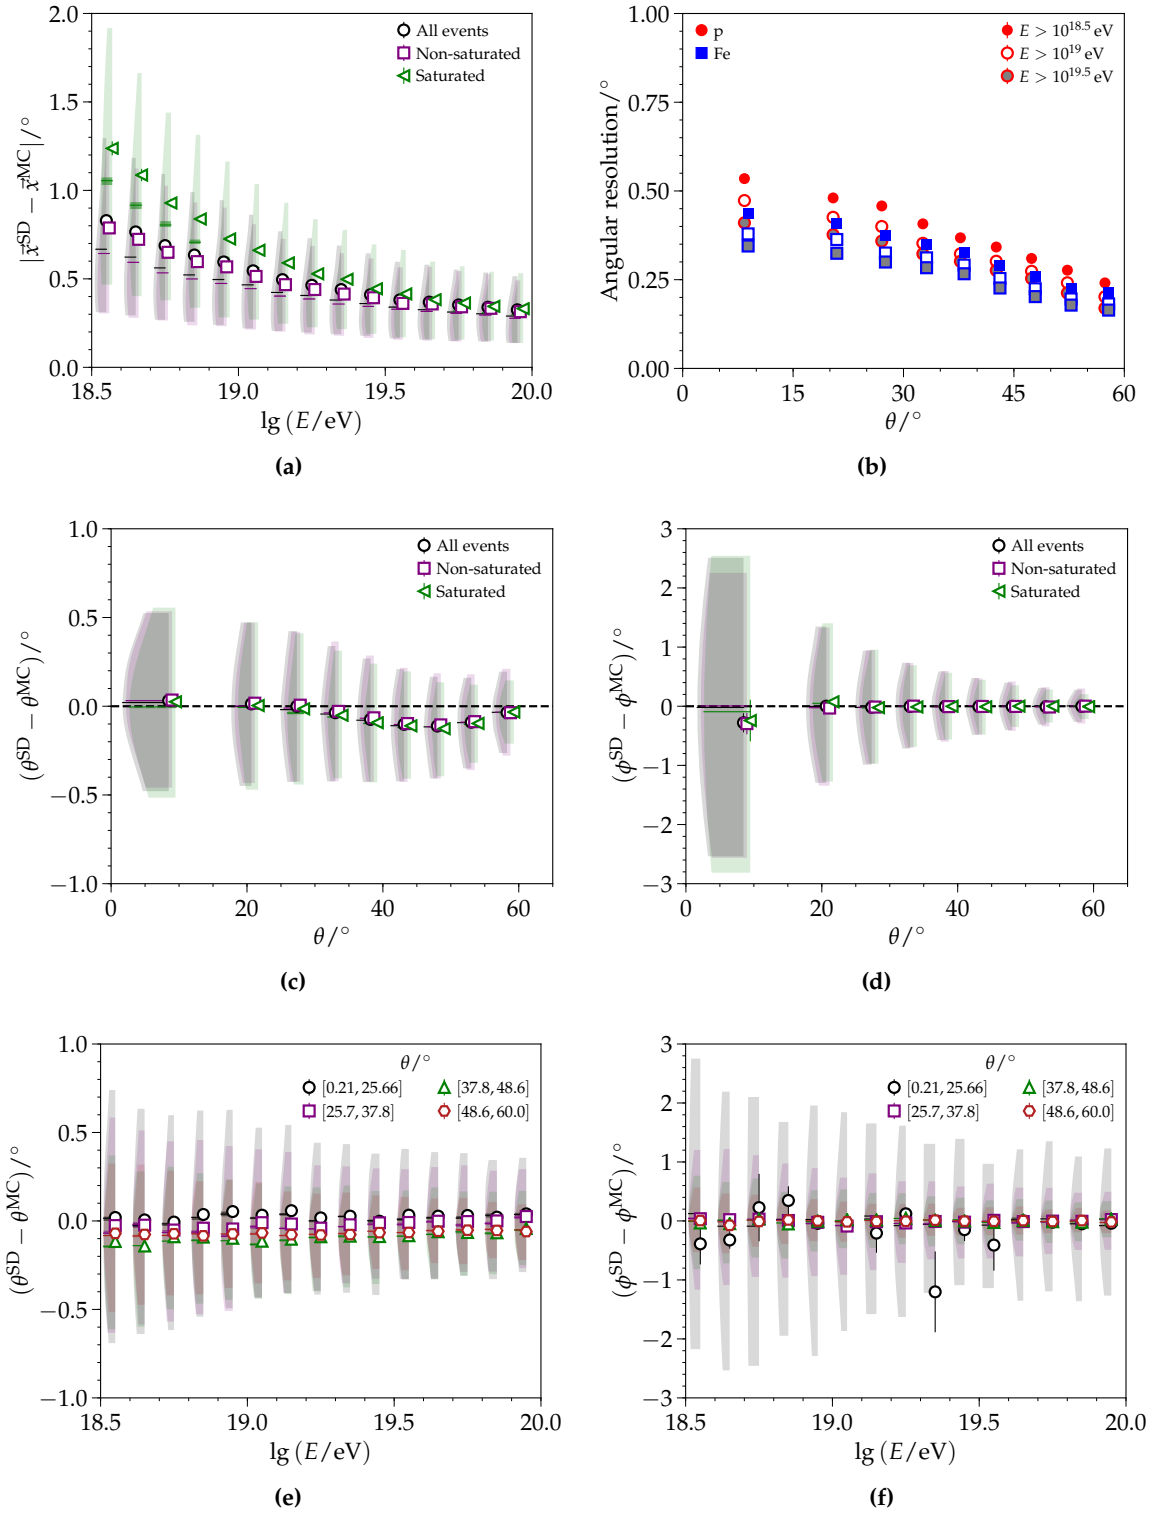 2.0
1.5
1.0
0.5
0.0
|x⃗^SD − x⃗^MC|/°
All events
Non-saturated
Saturated
18.5 19.0 19.5 20.0
lg (E/eV)
(a)
1.00
0.75
0.50
0.25
0.00
Angular resolution/°
p
Fe
E > 10^18.5 eV
E > 10^19 eV
E > 10^19.5 eV
0 15 30 45 60
θ/°
(b)
1.0
0.5
0.0
−0.5
−1.0
(θ^SD − θ^MC)/°
All events
Non-saturated
Saturated
0 20 40 60
θ/°
(c)
3
2
1
0
−1
−2
−3
(ϕ^SD − ϕ^MC)/°
All events
Non-saturated
Saturated
0 20 40 60
θ/°
(d)
1.0
0.5
0.0
−0.5
−1.0
(θ^SD − θ^MC)/°
θ/°
[0.21, 25.66] [37.8, 48.6]
[25.7, 37.8] [48.6, 60.0]
18.5 19.0 19.5 20.0
lg (E/eV)
(e)
3
2
1
0
−1
−2
−3
(ϕ^SD − ϕ^MC)/°
θ/°
[0.21, 25.66] [37.8, 48.6]
[25.7, 37.8] [48.6, 60.0]
18.5 19.0 19.5 20.0
lg (E/eV)
(f)